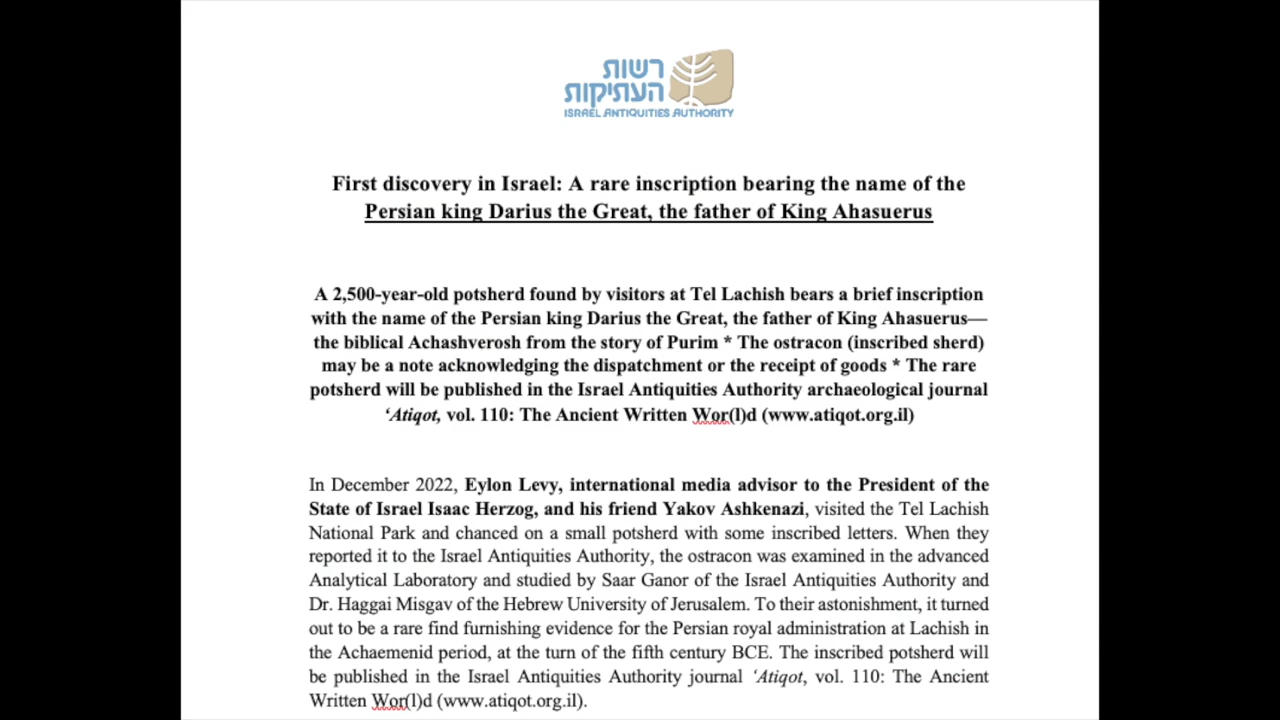 רשות
העתיקות
ISRAEL ANTIQUITIES AUTHORITY
First discovery in Israel: A rare inscription bearing the name of the
Persian king Darius the Great, the father of King Ahasuerus
A 2,500-year-old potsherd found by visitors at Tel Lachish bears a brief inscription
with the name of the Persian king Darius the Great, the father of King Ahasuerus—
the biblical Achashverosh from the story of Purim * The ostracon (inscribed sherd)
may be a note acknowledging the dispatchment or the receipt of goods * The rare
potsherd will be published in the Israel Antiquities Authority archaeological journal
‘Atiqot, vol. 110: The Ancient Written Wor(l)d (www.atiqot.org.il)
In December 2022, Eylon Levy, international media advisor to the President of the
State of Israel Isaac Herzog, and his friend Yakov Ashkenazi, visited the Tel Lachish
National Park and chanced on a small potsherd with some inscribed letters. When they
reported it to the Israel Antiquities Authority, the ostracon was examined in the advanced
Analytical Laboratory and studied by Saar Ganor of the Israel Antiquities Authority and
Dr. Haggai Misgav of the Hebrew University of Jerusalem. To their astonishment, it turned
out to be a rare find furnishing evidence for the Persian royal administration at Lachish in
the Achaemenid period, at the turn of the fifth century BCE. The inscribed potsherd will
be published in the Israel Antiquities Authority journal ‘Atiqot, vol. 110: The Ancient
Written Wor(l)d (www.atiqot.org.il).